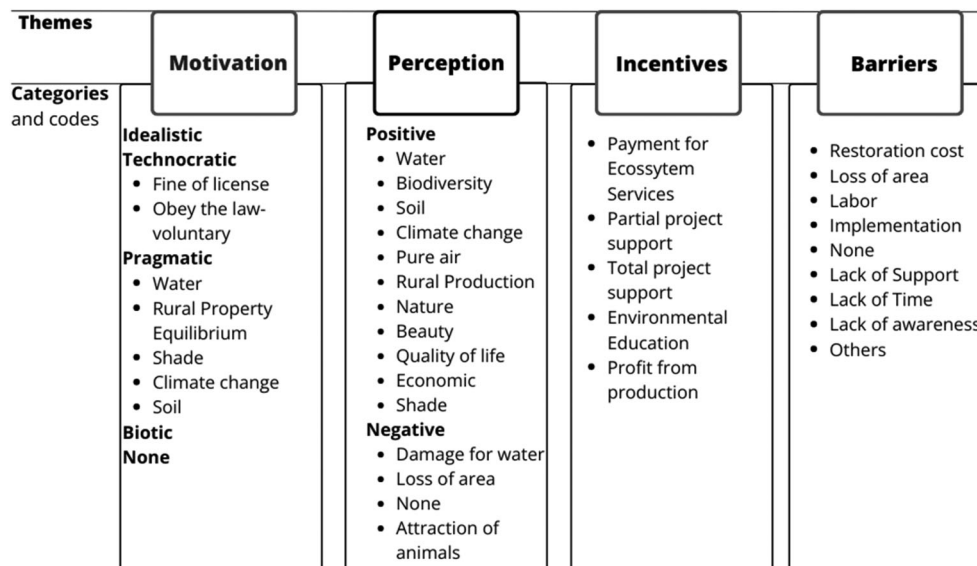 Themes
Motivation
Perception
Incentives
Barriers
Categories
and codes
Idealistic
Technocratic
• Fine of license
• Obey the law-
voluntary
Pragmatic
• Water
• Rural Property
Equilibrium
• Shade
• Climate change
• Soil
Biotic
None
Positive
• Water
• Biodiversity
• Soil
• Climate change
• Pure air
• Rural Production
• Nature
• Beauty
• Quality of life
• Economic
• Shade
Negative
• Damage for water
• Loss of area
• None
• Attraction of
animals
• Payment for
Ecossytem
Services
• Partial project
support
• Total project
support
• Environmental
Education
• Profit from
production
• Restoration cost
• Loss of area
• Labor
• Implementation
• None
• Lack of Support
• Lack of Time
• Lack of awareness
• Others